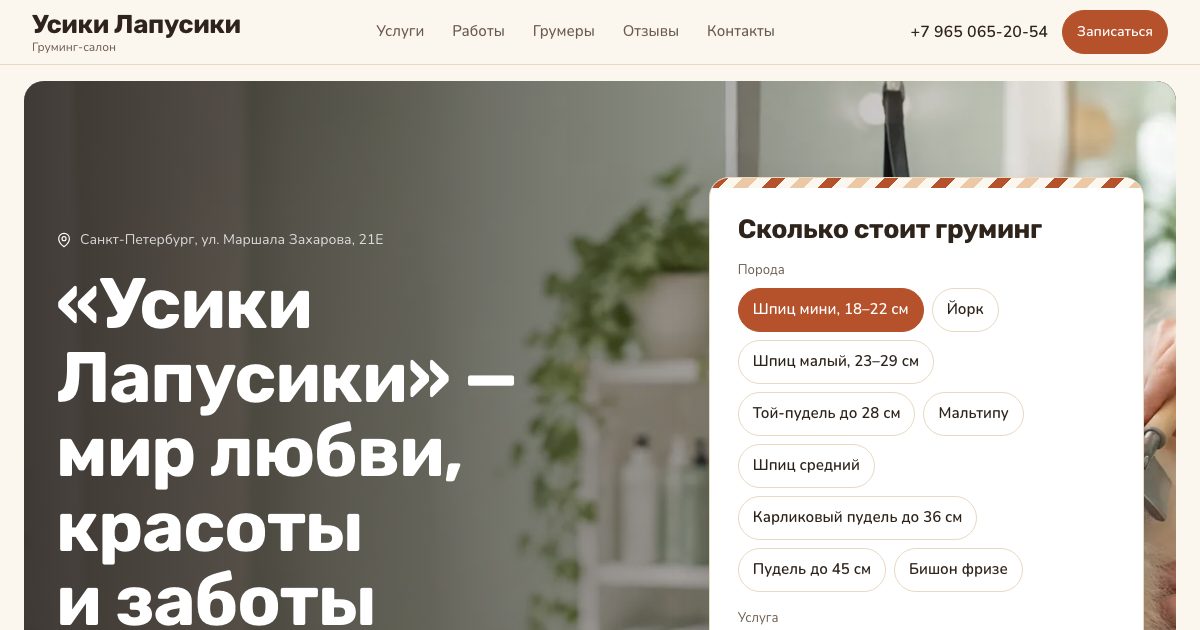 Усики Лапусики
Груминг-салон
Услуги
Работы
Грумеры
Отзывы
Контакты
+7 965 065-20-54
Записаться
Санкт-Петербург, ул. Маршала Захарова, 21Е
«Усики
Лапусики» —
мир любви,
красоты
и заботы
Сколько стоит груминг
Порода
Шпиц мини, 18–22 см
Йорк
Шпиц малый, 23–29 см
Той-пудель до 28 см
Мальтипу
Шпиц средний
Карликовый пудель до 36 см
Пудель до 45 см
Бишон фризе
Услуга